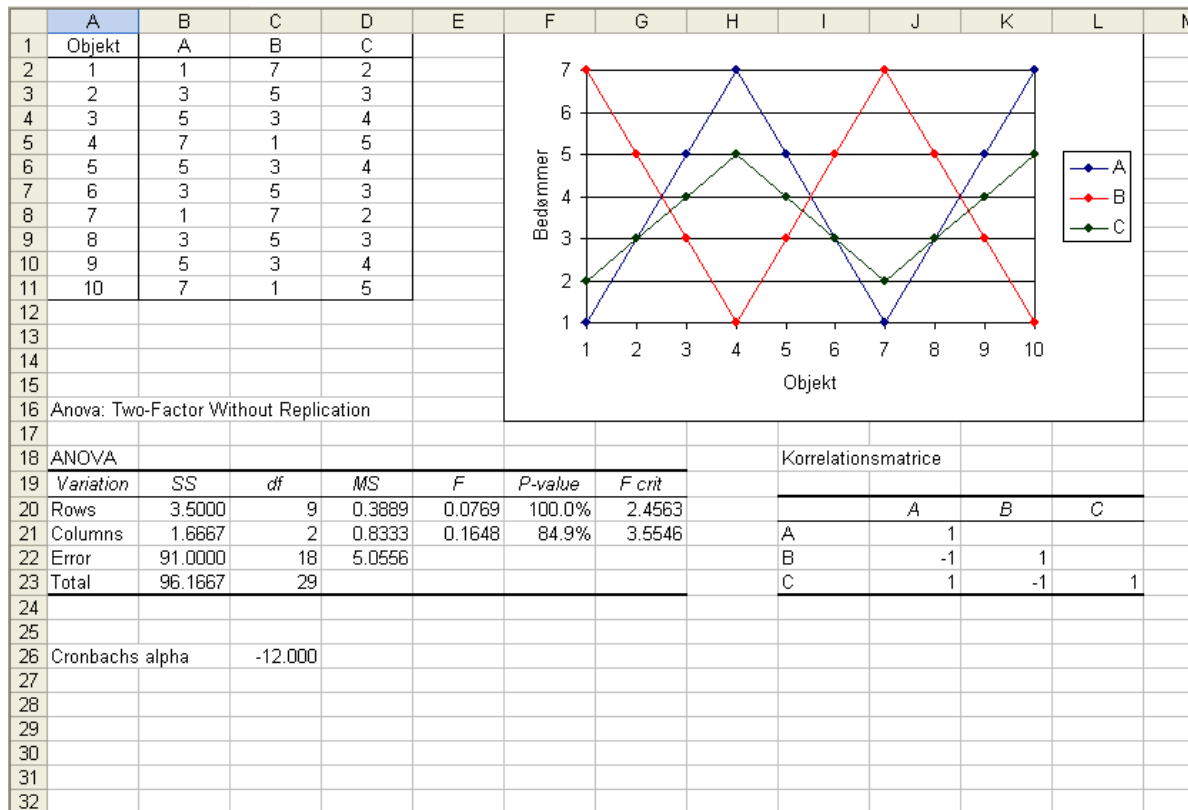 A B C D E F G H I J K L
1 Objekt A B C
2 1 1 7 2
3 2 3 5 3
4 3 5 3 4
5 4 7 1 5
6 5 5 3 4
7 6 3 5 3
8 7 1 7 2
9 8 3 5 3
10 9 5 3 4
11 10 7 1 5
12
13
14
15
7
6
5
4
3
2
1
Bedømmer
1 2 3 4 5 6 7 8 9 10
Objekt
A
B
C
16 Anova: Two-Factor Without Replication
17
18 ANOVA Korrelationsmatrice
19 Variation SS df MS F P-value F crit
20 Rows 3.5000 9 0.3889 0.0769 100.0% 2.4563 A B C
21 Columns 1.6667 2 0.8333 0.1648 84.9% 3.5546 A 1
22 Error 91.0000 18 5.0556 B -1 1
23 Total 96.1667 29 C 1 -1 1
24
25
26 Cronbachs alpha -12.000
27
28
29
30
31
32